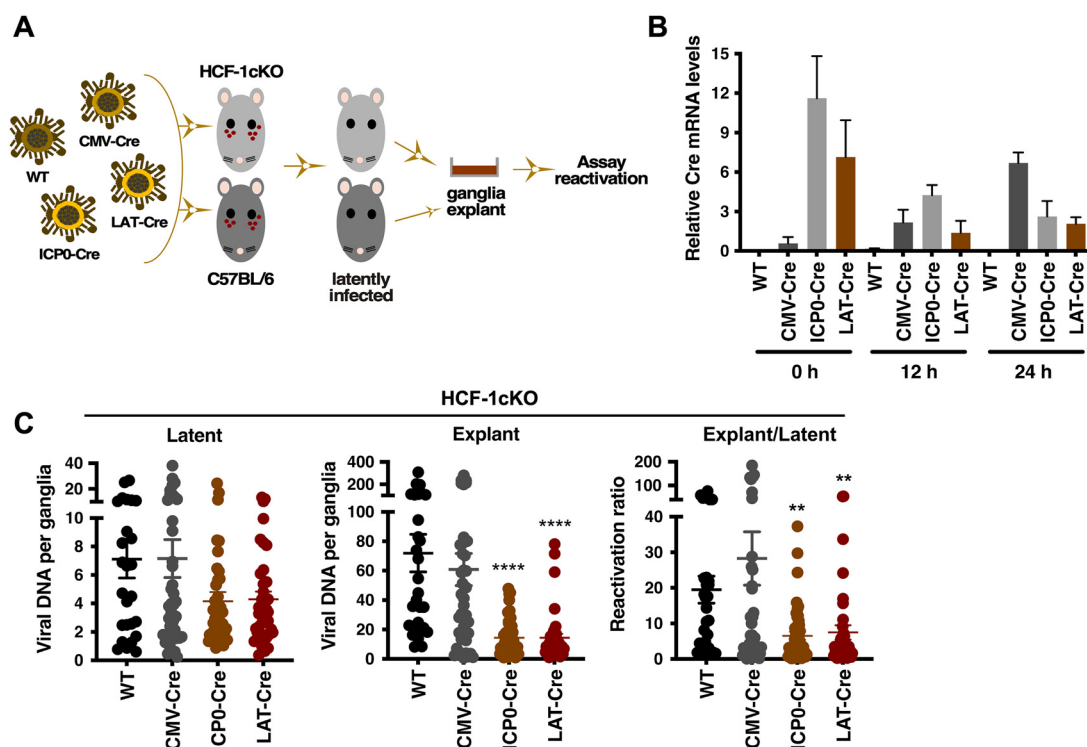 A
HCF-1cKO
CMV-Cre
WT
LAT-Cre
ICP0-Cre
C57BL/6
latently
infected
ganglia
explant
Assay
reactivation
B
Relative Cre mRNA levels
15
12
9
6
3
0
WT
CMV-Cre
ICP0-Cre
LAT-Cre
WT
CMV-Cre
ICP0-Cre
LAT-Cre
WT
CMV-Cre
ICP0-Cre
LAT-Cre
0 h
12 h
24 h
HCF-1cKO
C
Latent
Viral DNA per ganglia
40
20
8
6
4
2
0
WT
CMV-Cre
CP0-Cre
LAT-Cre
Explant
Viral DNA per ganglia
400
200
100
80
60
40
20
0
****
****
WT
CMV-Cre
ICP0-Cre
LAT-Cre
Explant/Latent
Reactivation ratio
200
100
40
30
20
10
0
**
**
WT
CMV-Cre
ICP0-Cre
LAT-Cre